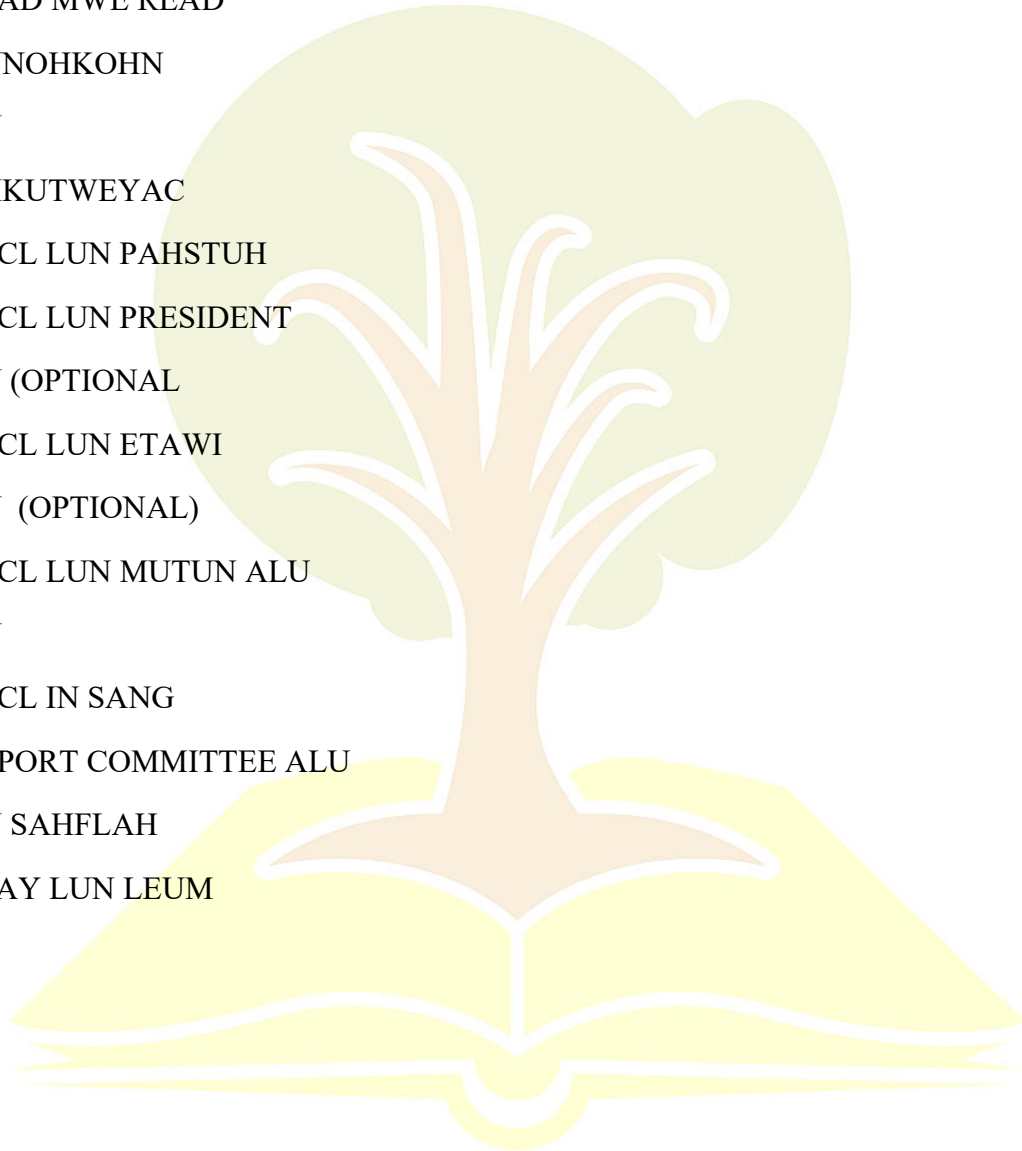 AD MWE READ
NOHKOHN
KUTWEYAC
CL LUN PAHSTUH
CL LUN PRESIDENT
(OPTIONAL
CL LUN ETAWI
(OPTIONAL)
CL LUN MUTUN ALU
CL IN SANG
PORT COMMITTEE ALU
SAHFLAH
AY LUN LEUM